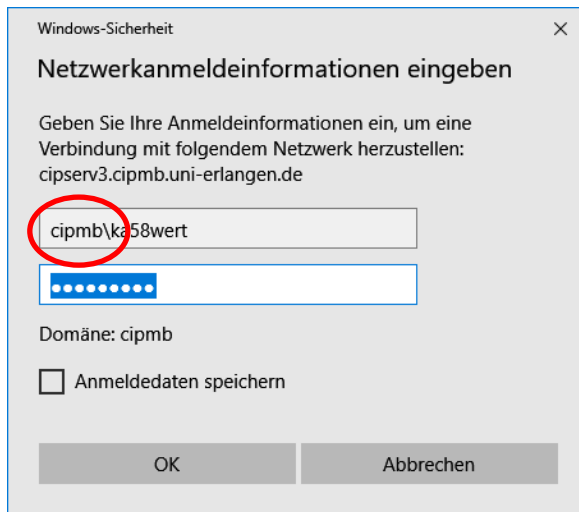 Windows-Sicherheit
Netzwerkanmeldeinformationen eingeben
Geben Sie Ihre Anmeldeinformationen ein, um eine
Verbindung mit folgendem Netzwerk herzustellen:
cipserv3.cipmb.uni-erlangen.de
cipmb\ka58wert
●●●●●●●●●
Domäne: cipmb
Anmeldedaten speichern
OK
Abbrechen